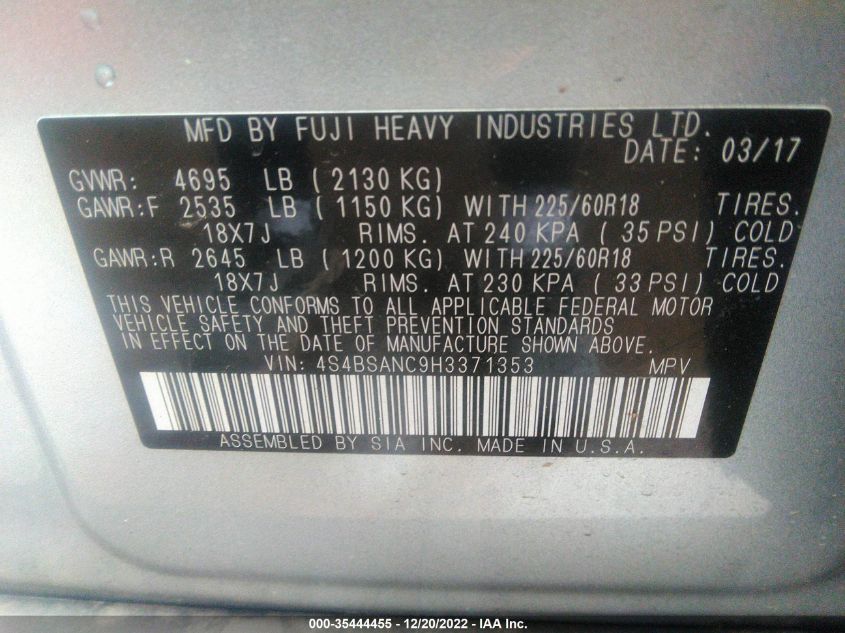 MFD BY FUJI HEAVY INDUSTRIES LTD.
DATE: 03/17
GVWR: 4695 LB ( 2130 KG)
GAWR:F 2535 LB ( 1150 KG) WITH 225/60R18 TIRES.
18X7J RIMS. AT 240 KPA ( 35 PSI) COLD
GAWR:R 2645 LB ( 1200 KG) WITH 225/60R18 TIRES.
18X7J RIMS. AT 230 KPA ( 33 PSI) COLD
THIS VEHICLE CONFORMS TO ALL APPLICABLE FEDERAL MOTOR
VEHICLE SAFETY AND THEFT PREVENTION STANDARDS
IN EFFECT ON THE DATE OF MANUFACTURE SHOWN ABOVE.
VIN: 4S4BSANC9H3371353 MPV
ASSEMBLED BY SIA INC. MADE IN U.S.A.
000-35444455 - 12/20/2022 - IAA Inc.